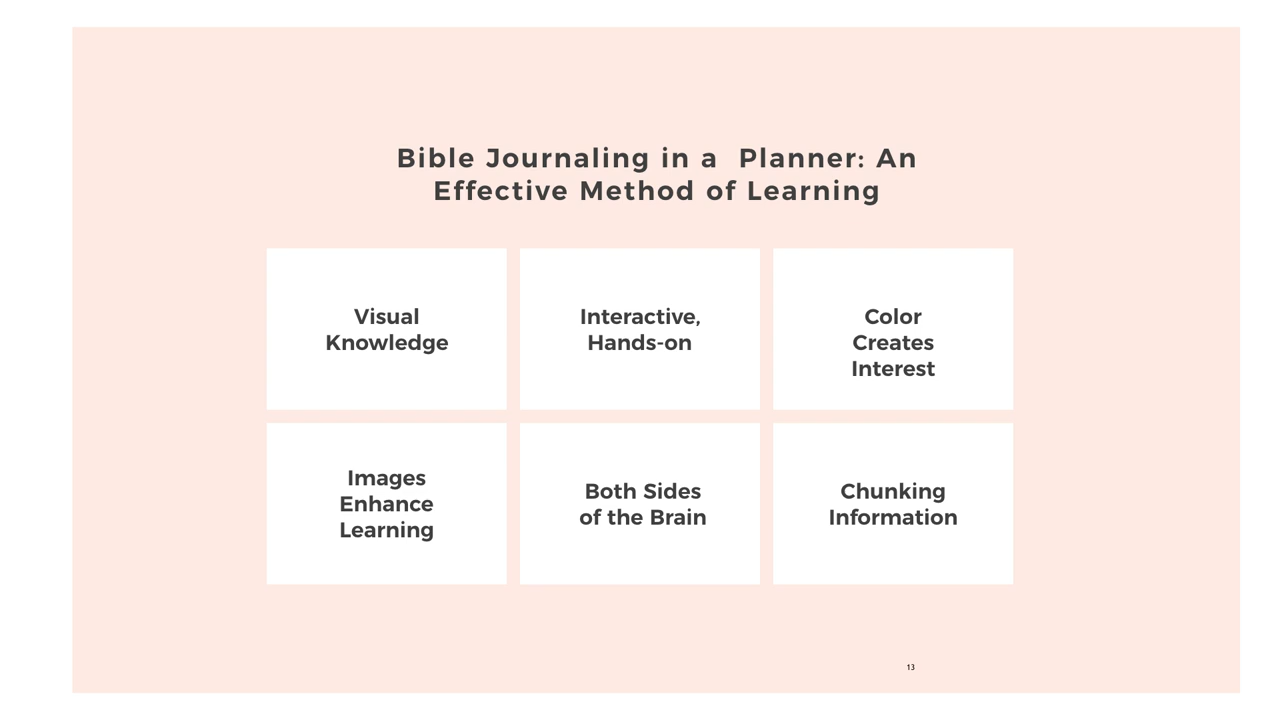 Bible Journaling in a  Planner: An
Effective Method of Learning
Visual
Knowledge
Interactive,
Hands-on
Color
Creates
Interest
Images
Enhance
Learning
Both Sides
of the Brain
Chunking
Information
13